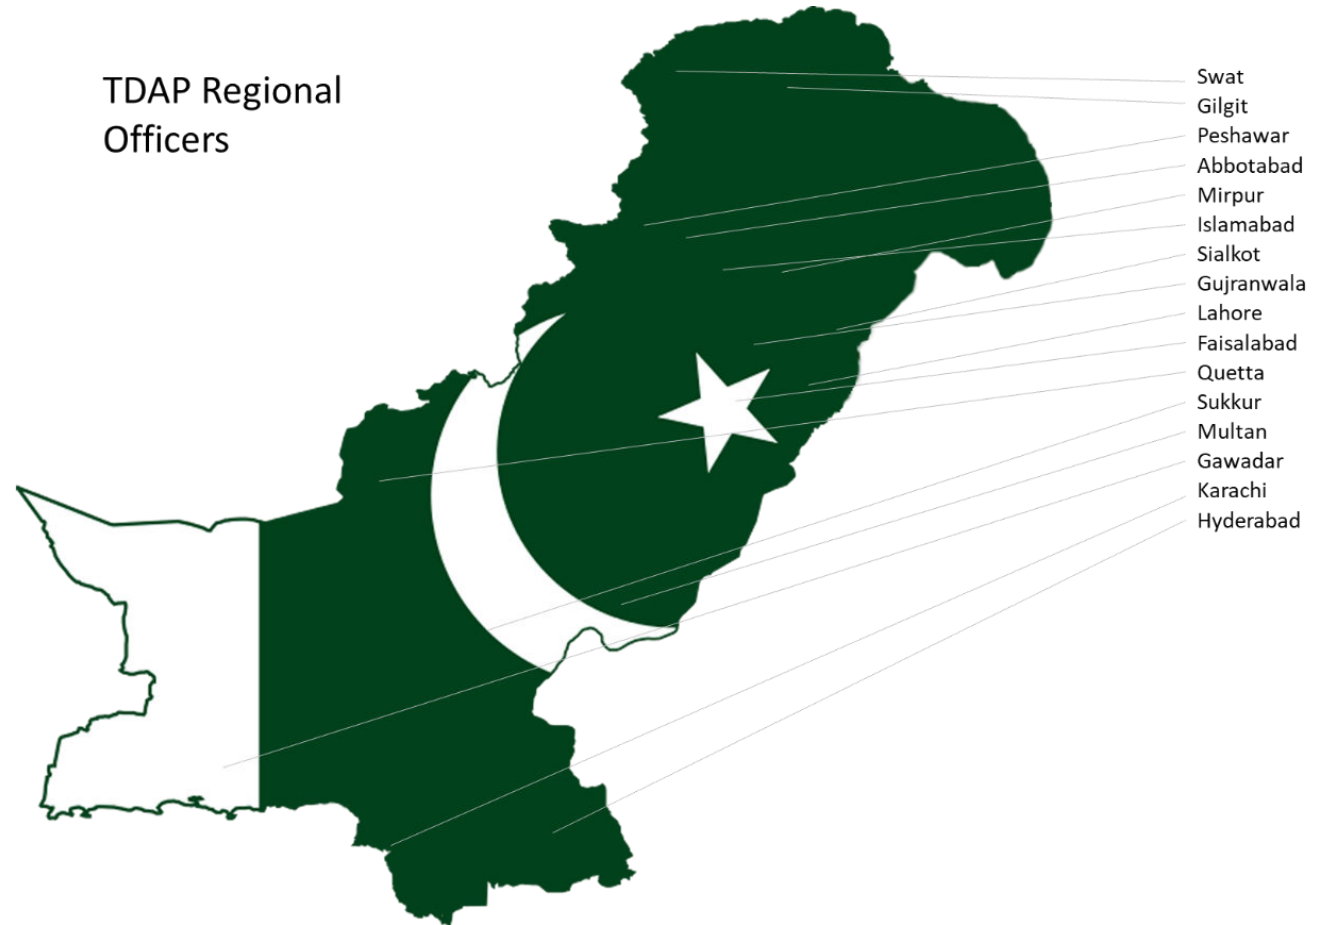 TDAP Regional
Officers
Swat
Gilgit
Peshawar
Abbotabad
Mirpur
Islamabad
Sialkot
Gujranwala
Lahore
Faisalabad
Quetta
Sukkur
Multan
Gawadar
Karachi
Hyderabad